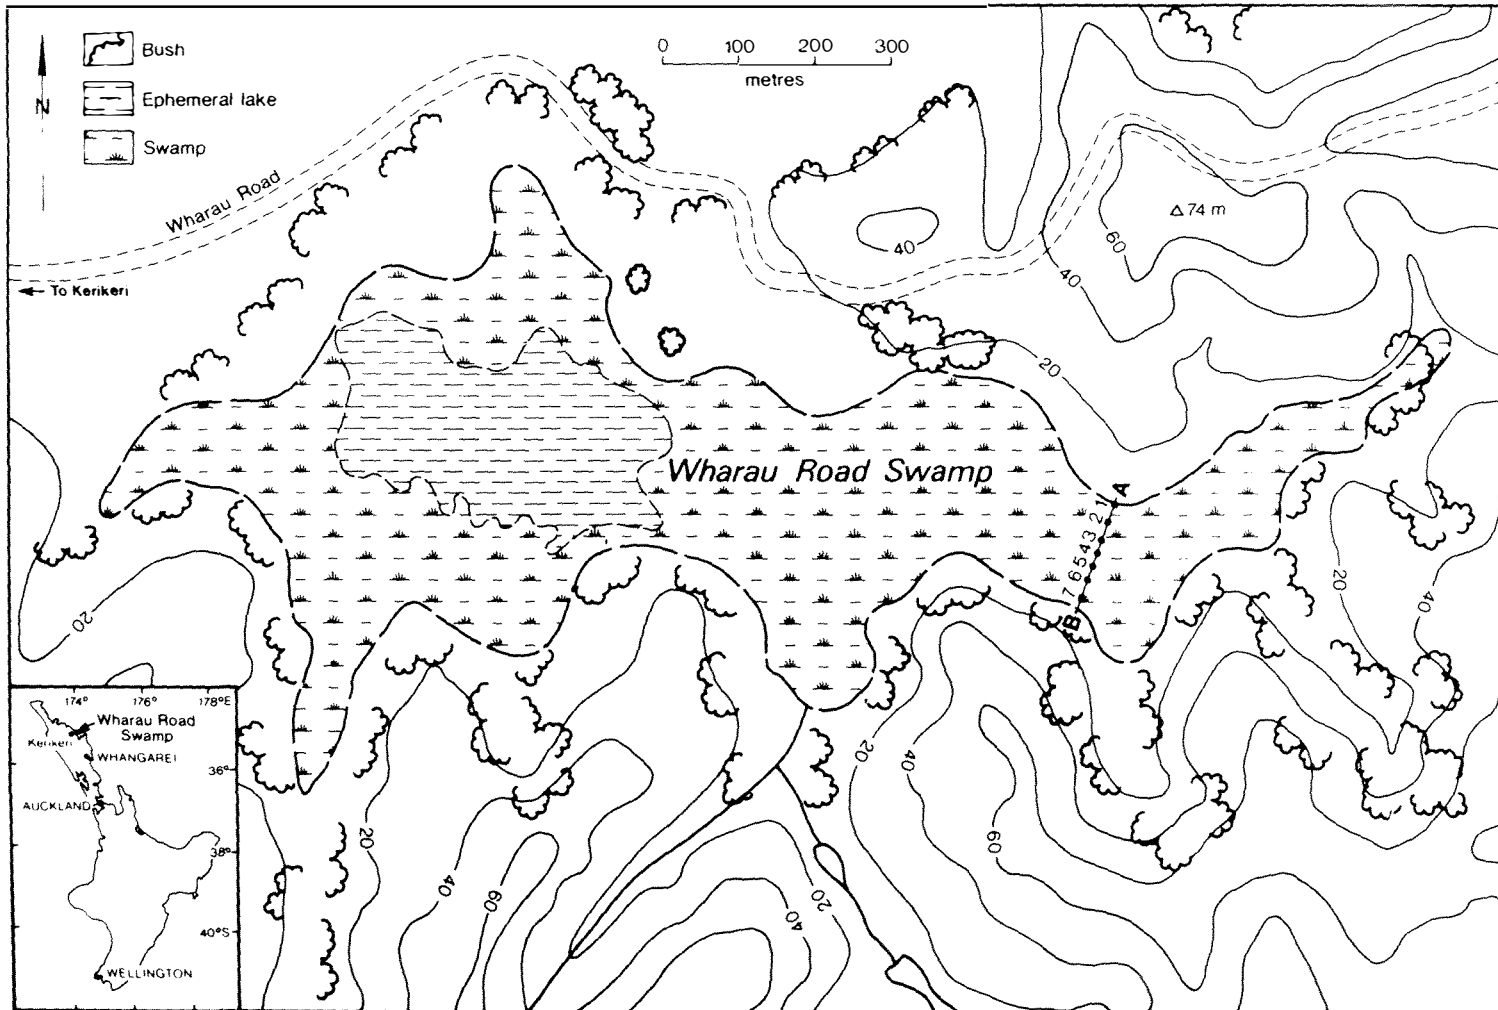 Bush
Ephemeral lake
Swamp
N
0 100 200 300
metres
Wharau Road
To Kerikeri
40
△ 74 m
60
40
20
Wharau Road Swamp
A
1
2
3
4
5
6
7
B
20
20
40
20
40
60
20
40
60
20
40
174° 176° 178°E
Wharau Road
Swamp
Kerikeri
WHANGAREI
36°
AUCKLAND
38°
40°S
WELLINGTON